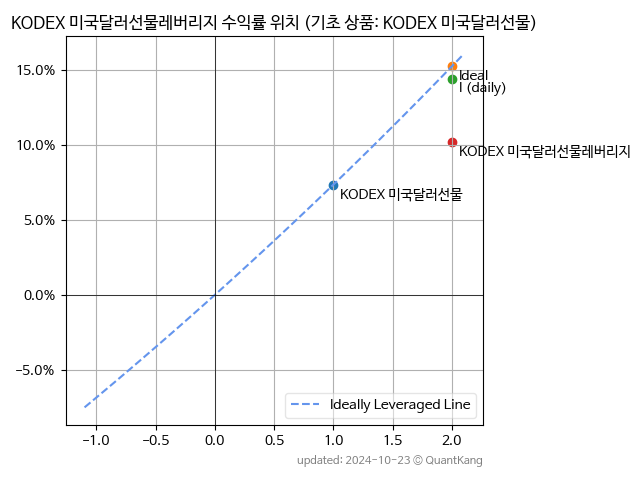 KODEX 미국달러선물레버리지 수익률 위치 (기초 상품: KODEX 미국달러선물)
15.0%
10.0%
5.0%
0.0%
−5.0%
Ideal
I (daily)
KODEX 미국달러선물레버리지
KODEX 미국달러선물
Ideally Leveraged Line
−1.0 −0.5 0.0 0.5 1.0 1.5 2.0
updated: 2024-10-23 © QuantKang